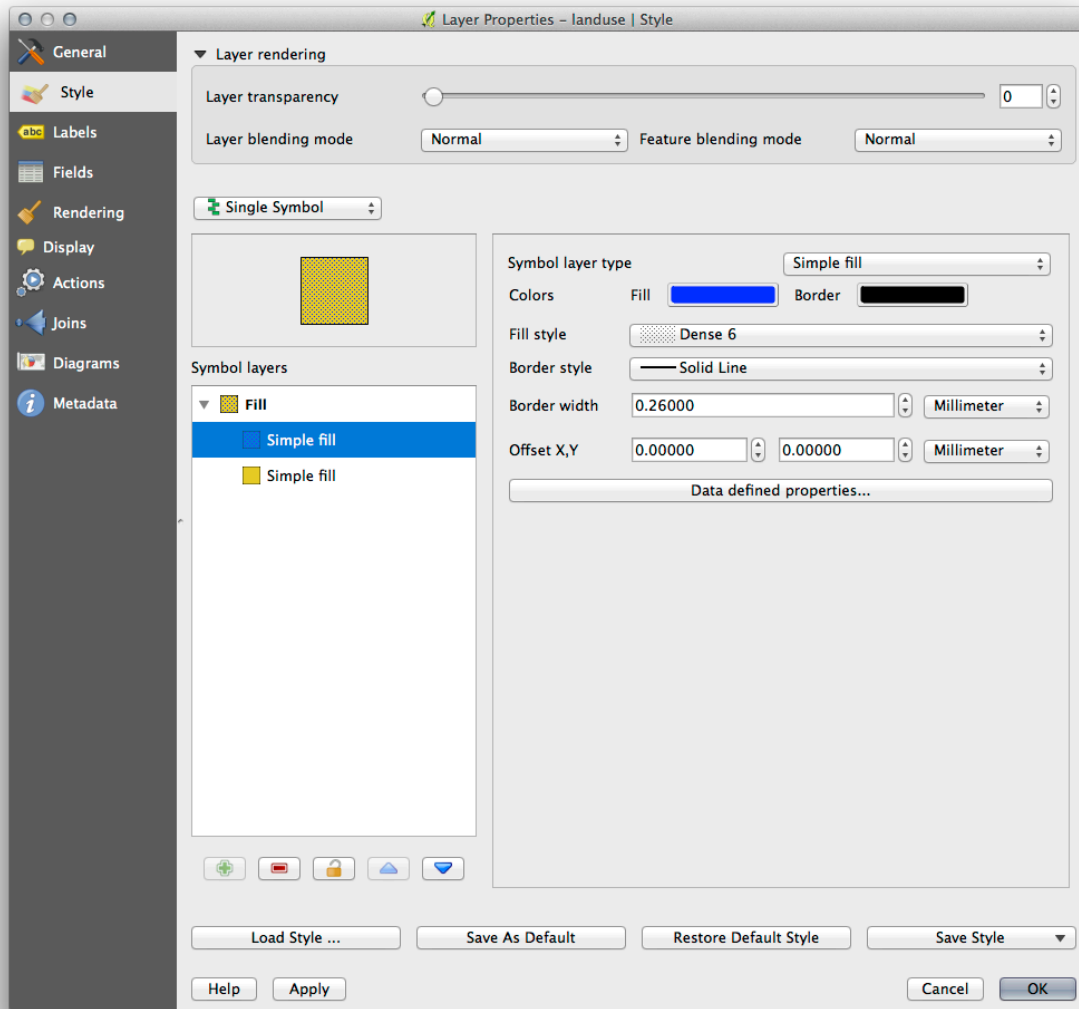 Layer Properties – landuse | Style
General
Style
abc Labels
Fields
Rendering
Display
Actions
Joins
Diagrams
i Metadata
Layer rendering
Layer transparency 0
Layer blending mode Normal Feature blending mode Normal
Single Symbol
Symbol layers
Fill
Simple fill
Simple fill
Symbol layer type Simple fill
Colors Fill Border
Fill style Dense 6
Border style Solid Line
Border width 0.26000 Millimeter
Offset X,Y 0.00000 0.00000 Millimeter
Data defined properties...
Load Style ... Save As Default Restore Default Style Save Style
Help Apply Cancel OK